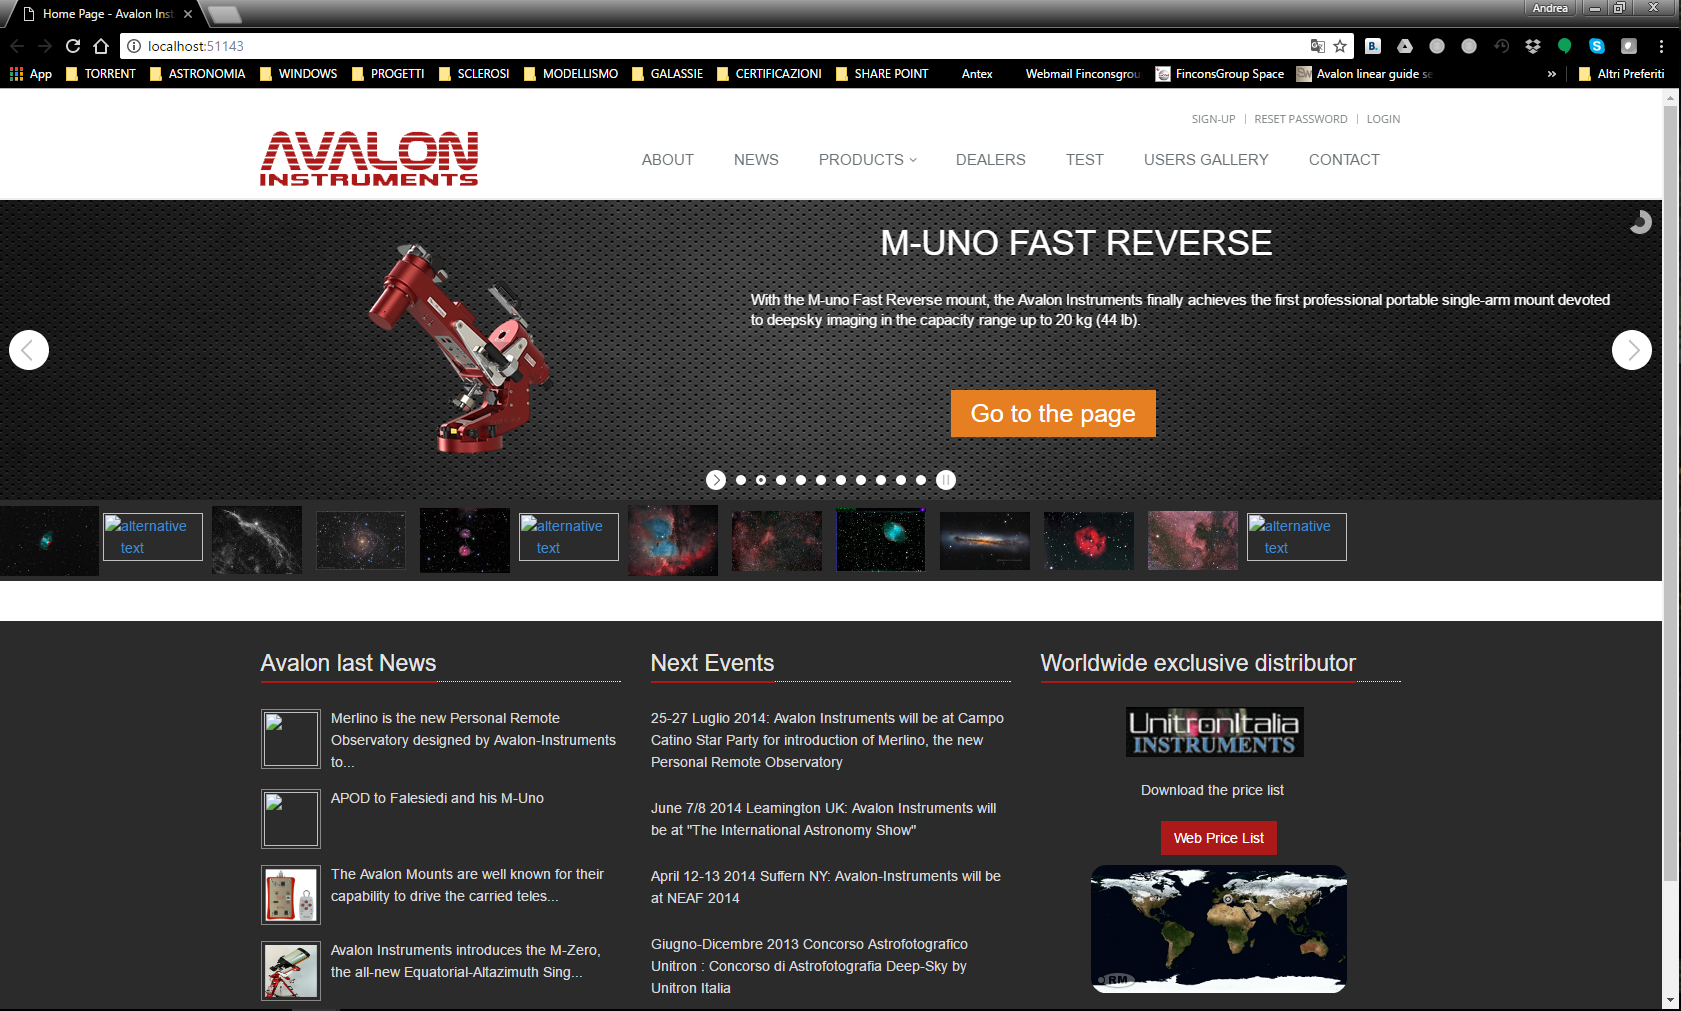 Home Page - Avalon Inst
Andrea
localhost:51143
App
TORRENT
ASTRONOMIA
WINDOWS
PROGETTI
SCLEROSI
MODELLISMO
GALASSIE
CERTIFICAZIONI
SHARE POINT
Antex
Webmail Finconsgrou
FinconsGroup Space
Avalon linear guide se
»
Altri Preferiti
SIGN-UP | RESET PASSWORD | LOGIN
AVALON
INSTRUMENTS
ABOUT
NEWS
PRODUCTS
DEALERS
TEST
USERS GALLERY
CONTACT
M-UNO FAST REVERSE
With the M-uno Fast Reverse mount, the Avalon Instruments finally achieves the first professional portable single-arm mount devoted
to deepsky imaging in the capacity range up to 20 kg (44 lb).
Go to the page
alternative
text
alternative
text
alternative
text
Avalon last News
Merlino is the new Personal Remote
Observatory designed by Avalon-Instruments
to...
APOD to Falesiedi and his M-Uno
The Avalon Mounts are well known for their
capability to drive the carried teles...
Avalon Instruments introduces the M-Zero,
the all-new Equatorial-Altazimuth Sing...
Next Events
25-27 Luglio 2014: Avalon Instruments will be at Campo
Catino Star Party for introduction of Merlino, the new
Personal Remote Observatory
June 7/8 2014 Leamington UK: Avalon Instruments will
be at "The International Astronomy Show"
April 12-13 2014 Suffern NY: Avalon-Instruments will be
at NEAF 2014
Giugno-Dicembre 2013 Concorso Astrofotografico
Unitron : Concorso di Astrofotografia Deep-Sky by
Unitron Italia
Worldwide exclusive distributor
UnitronItalia
INSTRUMENTS
Download the price list
Web Price List
RM